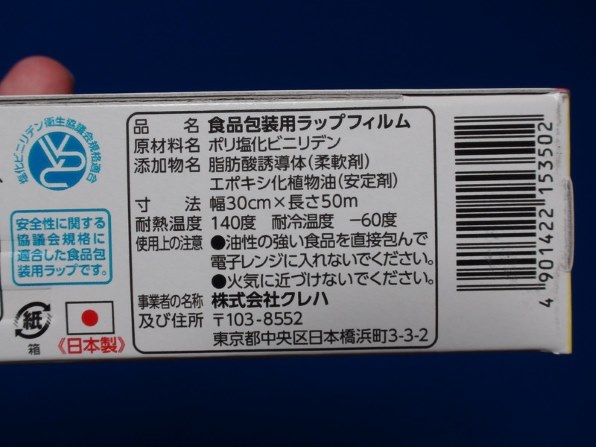 塩化ビニリデン衛生協議会規格適合
安全性に関する
協議会規格に
適合した食品包
装用ラップです。
紙
箱
《日本製》
品名 食品包装用ラップフィルム
原材料名 ポリ塩化ビニリデン
添加物名 脂肪酸誘導体(柔軟剤)
エポキシ化植物油(安定剤)
寸法 幅30cm×長さ50m
耐熱温度 140度 耐冷温度 −60度
使用上の注意 ●油性の強い食品を直接包んで
電子レンジに入れないでください。
●火気に近づけないでください。
事業者の名称 株式会社クレハ
及び住所 〒103-8552
東京都中央区日本橋浜町3-3-2
4 901422 153502